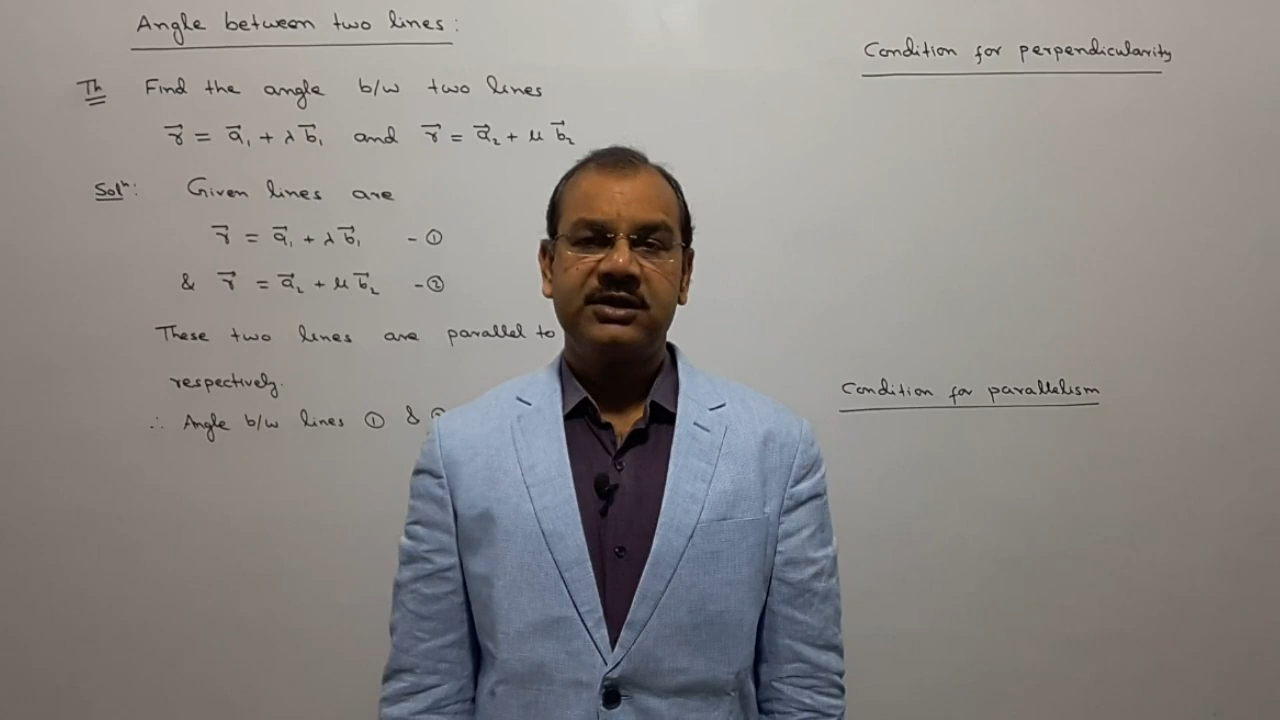 Angle between two lines:
Th Find the angle b/w two lines
r⃗ = a⃗₁ + λ b⃗₁ and r⃗ = a⃗₂ + μ b⃗₂
Solⁿ: Given lines are
r⃗ = a⃗₁ + λ b⃗₁ - ①
& r⃗ = a⃗₂ + μ b⃗₂ - ②
These two lines are parallel to
respectively.
∴ Angle b/w lines ① &
Condition for perpendicularity
Condition for parallelism